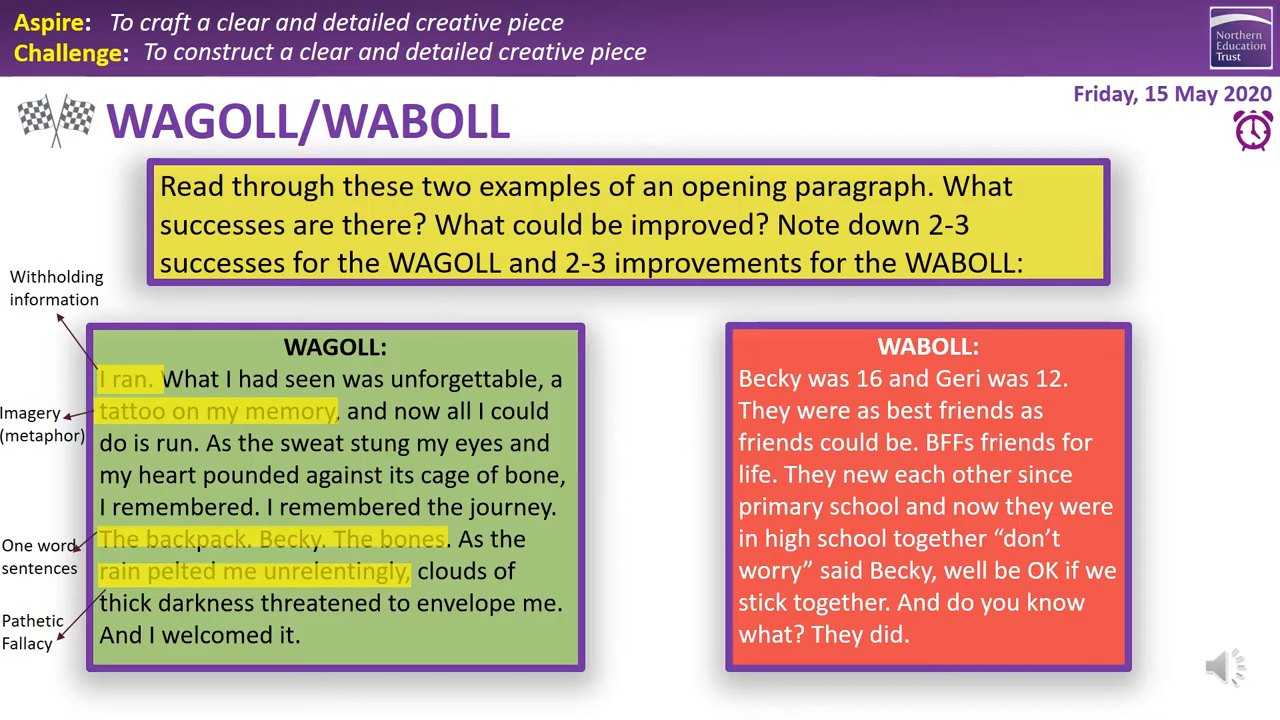 Aspire: To craft a clear and detailed creative piece
Challenge: To construct a clear and detailed creative piece
Northern
Education
Trust
Friday, 15 May 2020
WAGOLL/WABOLL
Read through these two examples of an opening paragraph. What
successes are there? What could be improved? Note down 2-3
successes for the WAGOLL and 2-3 improvements for the WABOLL:
Withholding
information
Imagery
(metaphor)
One word
sentences
Pathetic
Fallacy
WAGOLL:
I ran. What I had seen was unforgettable, a
tattoo on my memory, and now all I could
do is run. As the sweat stung my eyes and
my heart pounded against its cage of bone,
I remembered. I remembered the journey.
The backpack. Becky. The bones. As the
rain pelted me unrelentingly, clouds of
thick darkness threatened to envelope me.
And I welcomed it.
WABOLL:
Becky was 16 and Geri was 12.
They were as best friends as
friends could be. BFFs friends for
life. They new each other since
primary school and now they were
in high school together “don’t
worry” said Becky, well be OK if we
stick together. And do you know
what? They did.